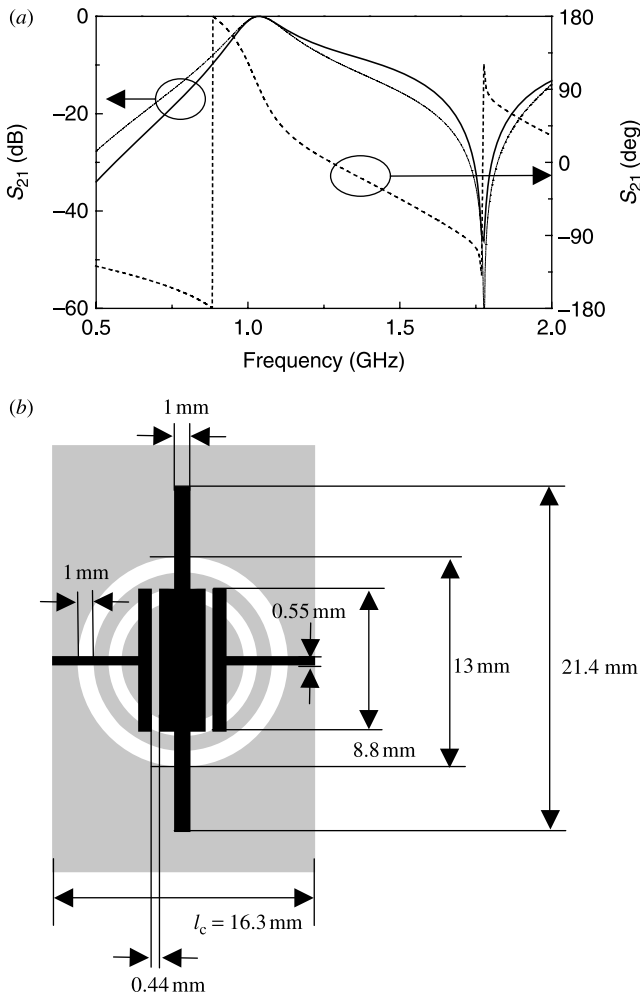 (a)
0
−20
−40
−60
S21 (dB)
180
90
0
−90
−180
S21 (deg)
0.5
1.0
1.5
2.0
Frequency (GHz)
(b)
1 mm
1 mm
0.55 mm
13 mm
21.4 mm
8.8 mm
lc = 16.3 mm
0.44 mm